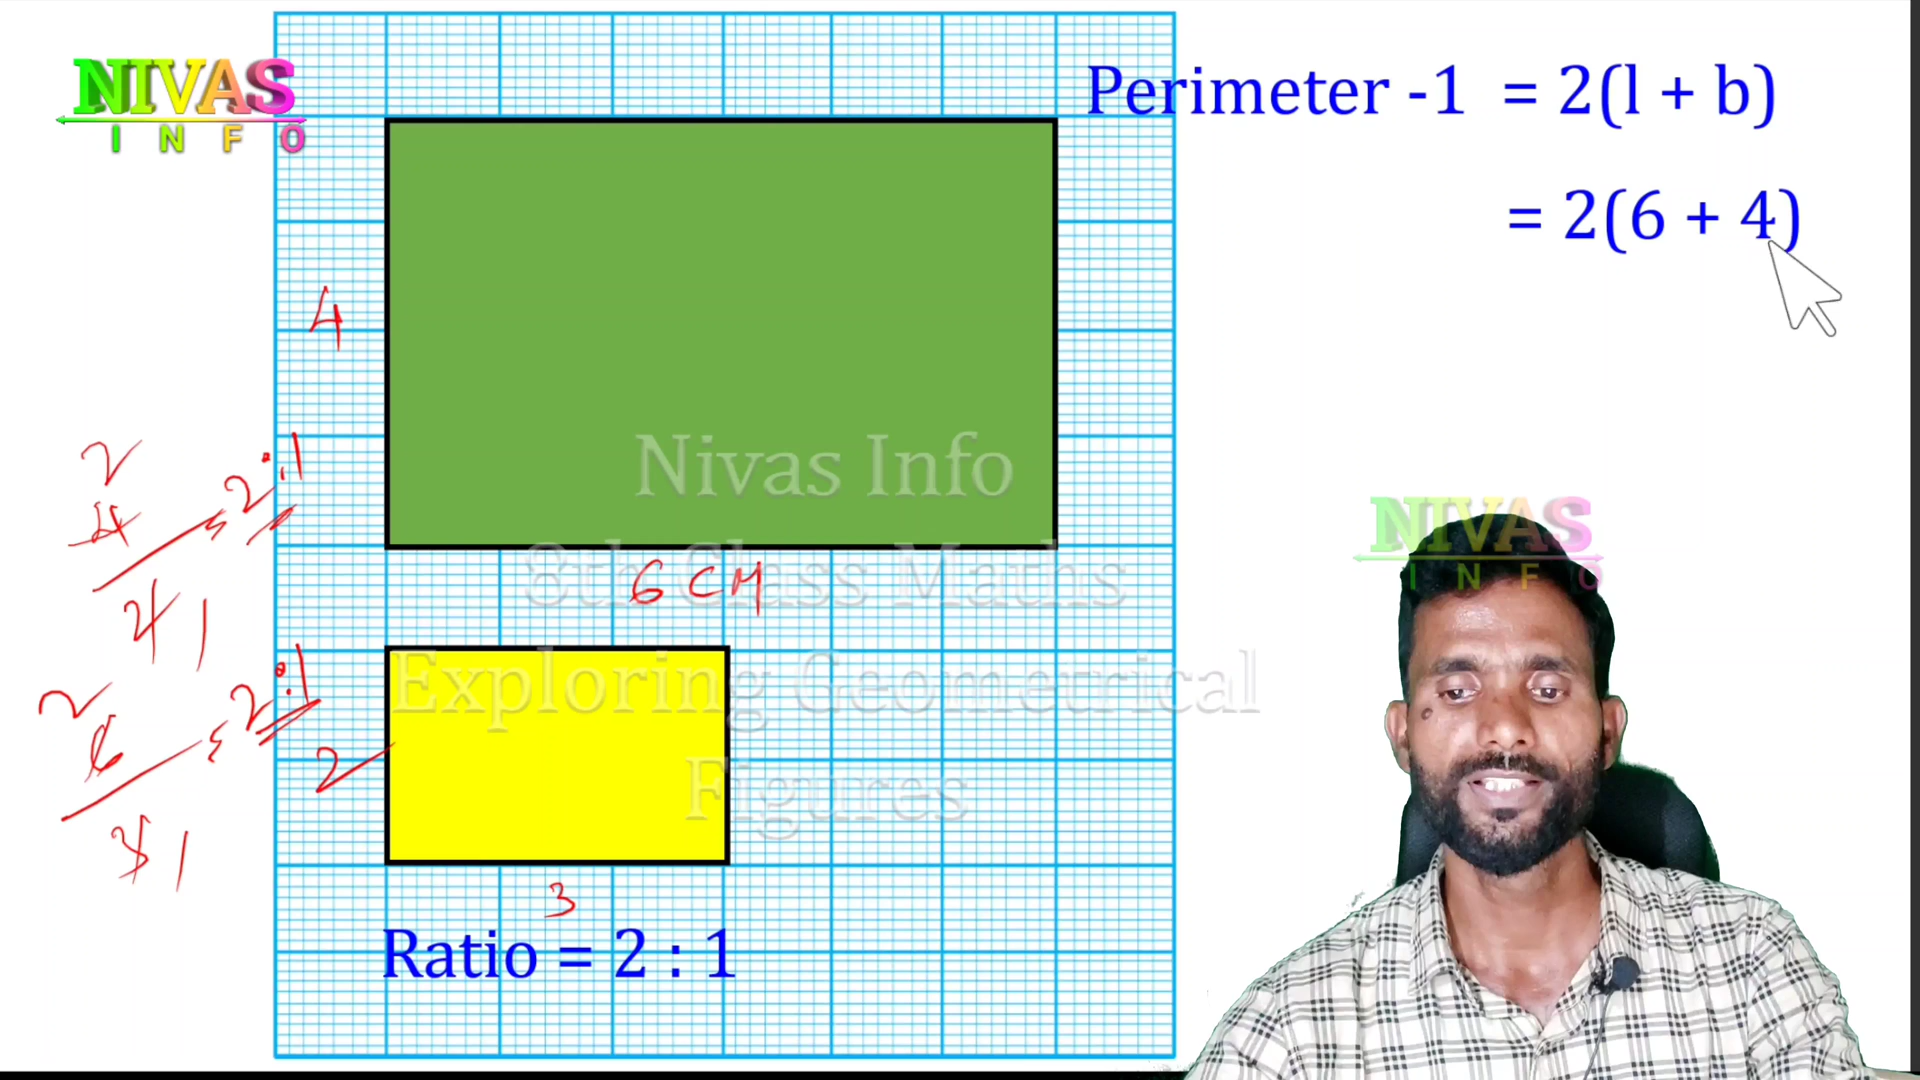 NIVAS
INFO
Perimeter -1 = 2(l + b)
= 2(6 + 4)
4
Nivas Info
8th Class Maths
6 CM
Exploring Geometrical
Figures
2
4
2 1
= 2:1
2
6
3 1
= 2:1
2
3
Ratio = 2 : 1
NIVAS
INFO